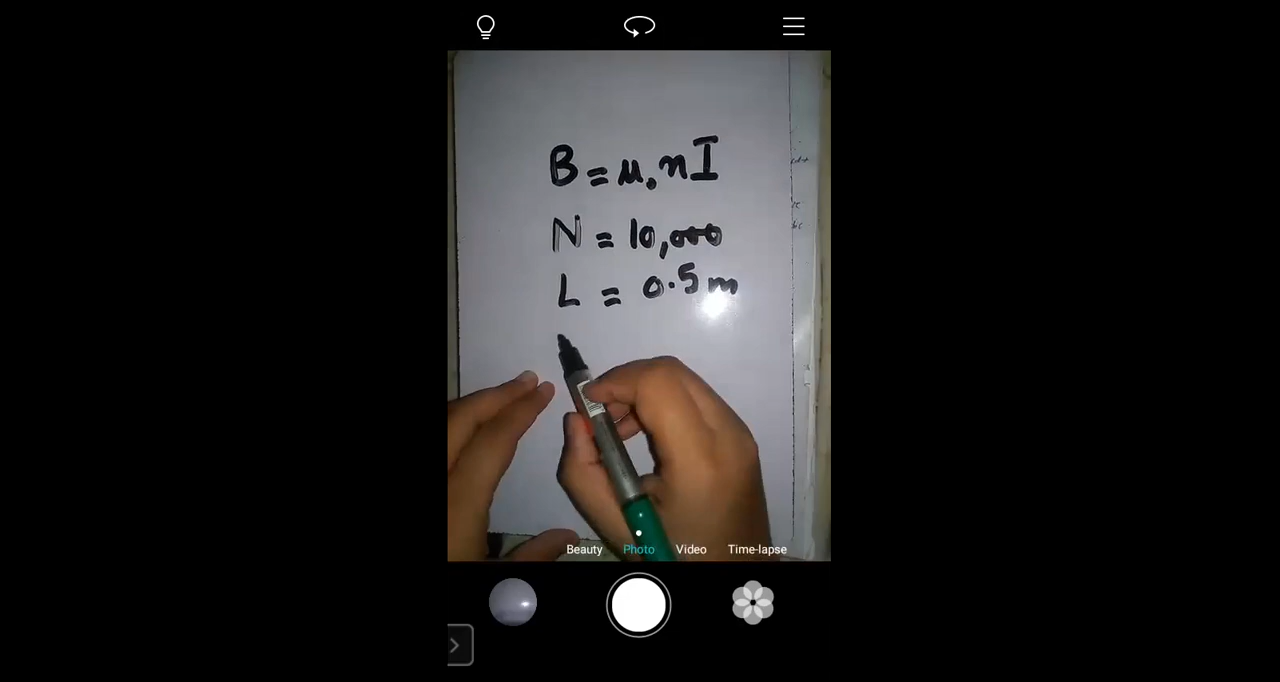 B = μ₀nI
N = 10,000
L = 0.5m
Beauty Photo Video Time-lapse